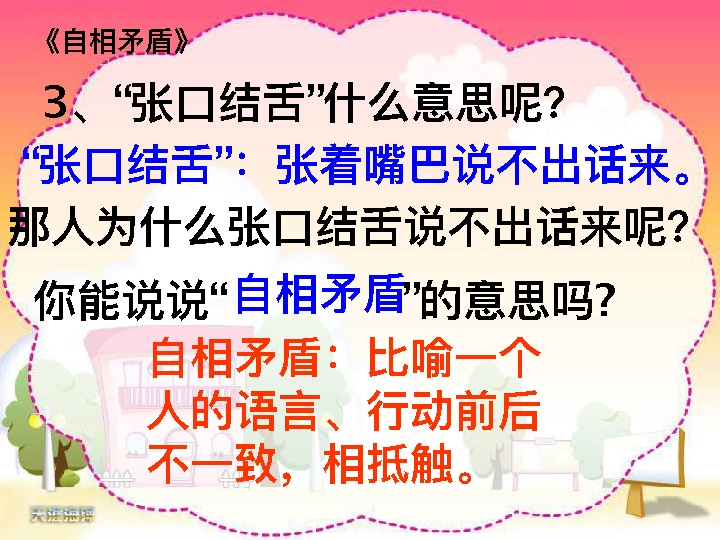 《自相矛盾》
3、“张口结舌”什么意思呢?
“张口结舌”：张着嘴巴说不出话来。
那人为什么张口结舌说不出话来呢?
你能说说“自相矛盾”的意思吗?
自相矛盾：比喻一个
人的语言、行动前后
不一致，相抵触。